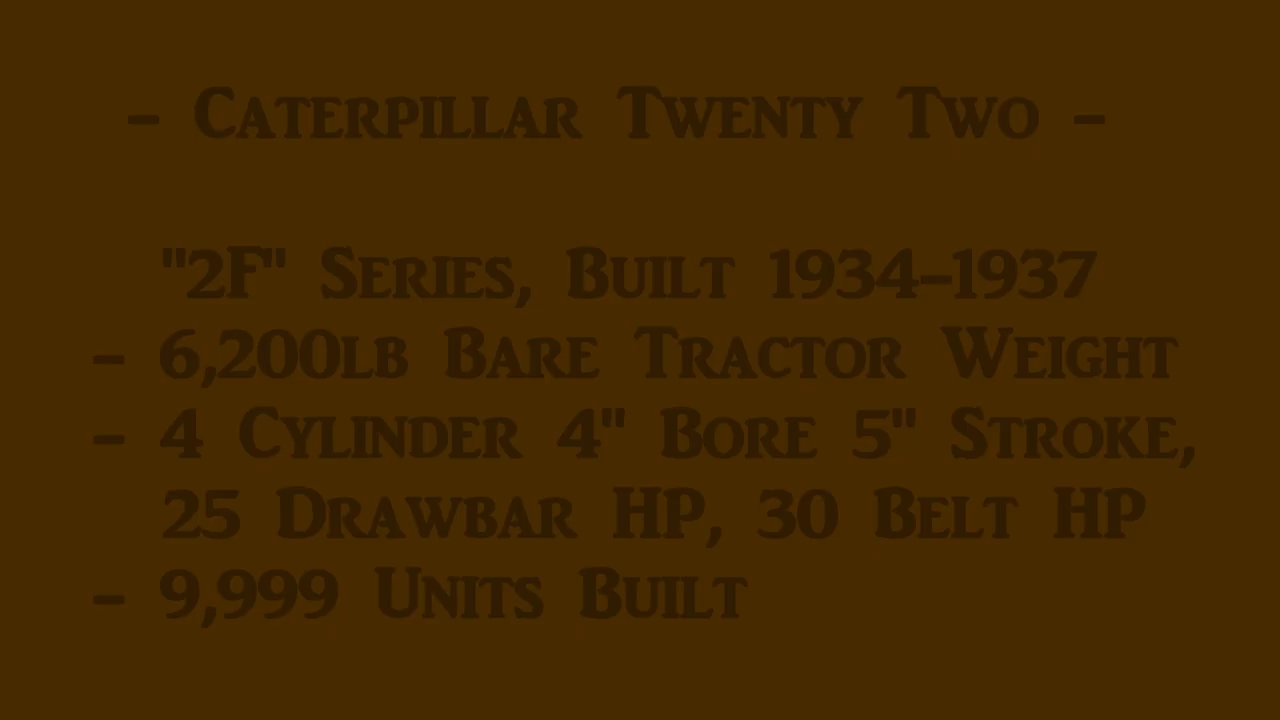 - Caterpillar Twenty Two -
"2F" Series, Built 1934-1937
- 6,200lb Bare Tractor Weight
- 4 Cylinder 4" Bore 5" Stroke,
25 Drawbar HP, 30 Belt HP
- 9,999 Units Built